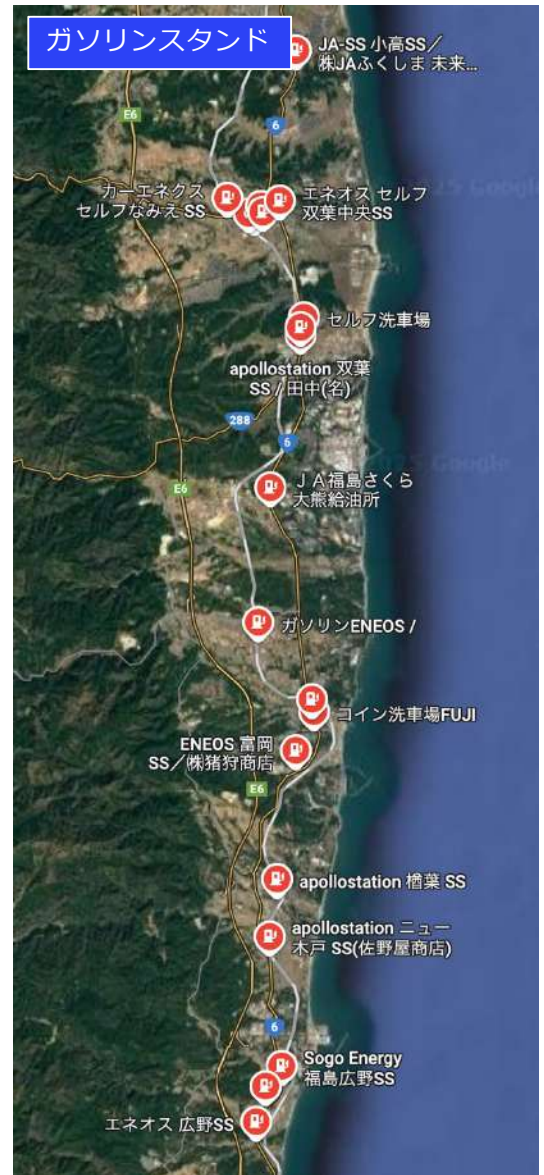 ガソリンスタンド
JA-SS 小高SS／
㈱JAふくしま 未来...
E6
6
カーエネクス
セルフなみえ SS
エネオス セルフ
双葉中央SS
セルフ洗車場
apollostation 双葉
SS / 田中(名)
288
6
E6
ＪＡ福島さくら
大熊給油所
ガソリンENEOS /
コイン洗車場FUJI
ENEOS 富岡
SS／㈱猪狩商店
E6
apollostation 楢葉 SS
apollostation ニュー
木戸 SS(佐野屋商店)
6
Sogo Energy
福島広野SS
エネオス 広野SS